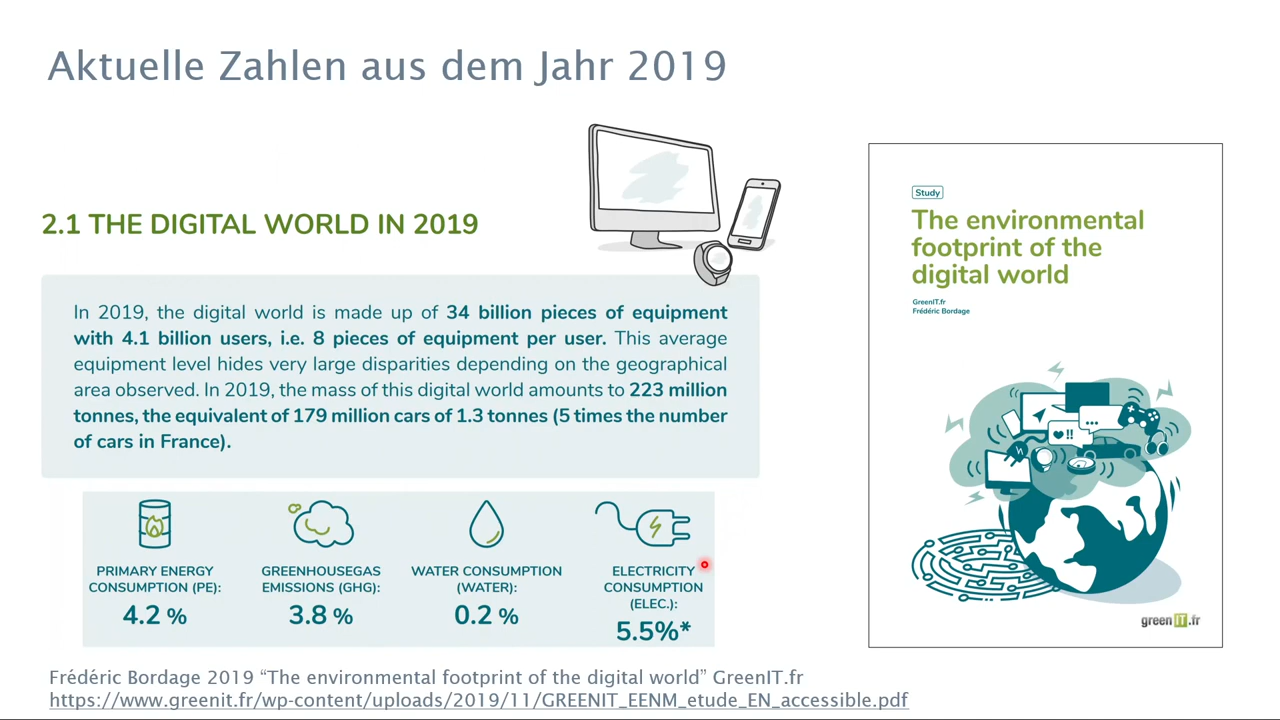 Aktuelle Zahlen aus dem Jahr 2019
2.1 THE DIGITAL WORLD IN 2019
In 2019, the digital world is made up of 34 billion pieces of equipment
with 4.1 billion users, i.e. 8 pieces of equipment per user. This average
equipment level hides very large disparities depending on the geographical
area observed. In 2019, the mass of this digital world amounts to 223 million
tonnes, the equivalent of 179 million cars of 1.3 tonnes (5 times the number
of cars in France).
PRIMARY ENERGY
CONSUMPTION (PE):
4.2 %
GREENHOUSEGAS
EMISSIONS (GHG):
3.8 %
WATER CONSUMPTION
(WATER):
0.2 %
ELECTRICITY
CONSUMPTION
(ELEC.):
5.5%*
Study
The environmental
footprint of the
digital world
GreenIT.fr
Frédéric Bordage
!!
greenIT.fr
Frédéric Bordage 2019 “The environmental footprint of the digital world” GreenIT.fr
https://www.greenit.fr/wp-content/uploads/2019/11/GREENIT_EENM_etude_EN_accessible.pdf